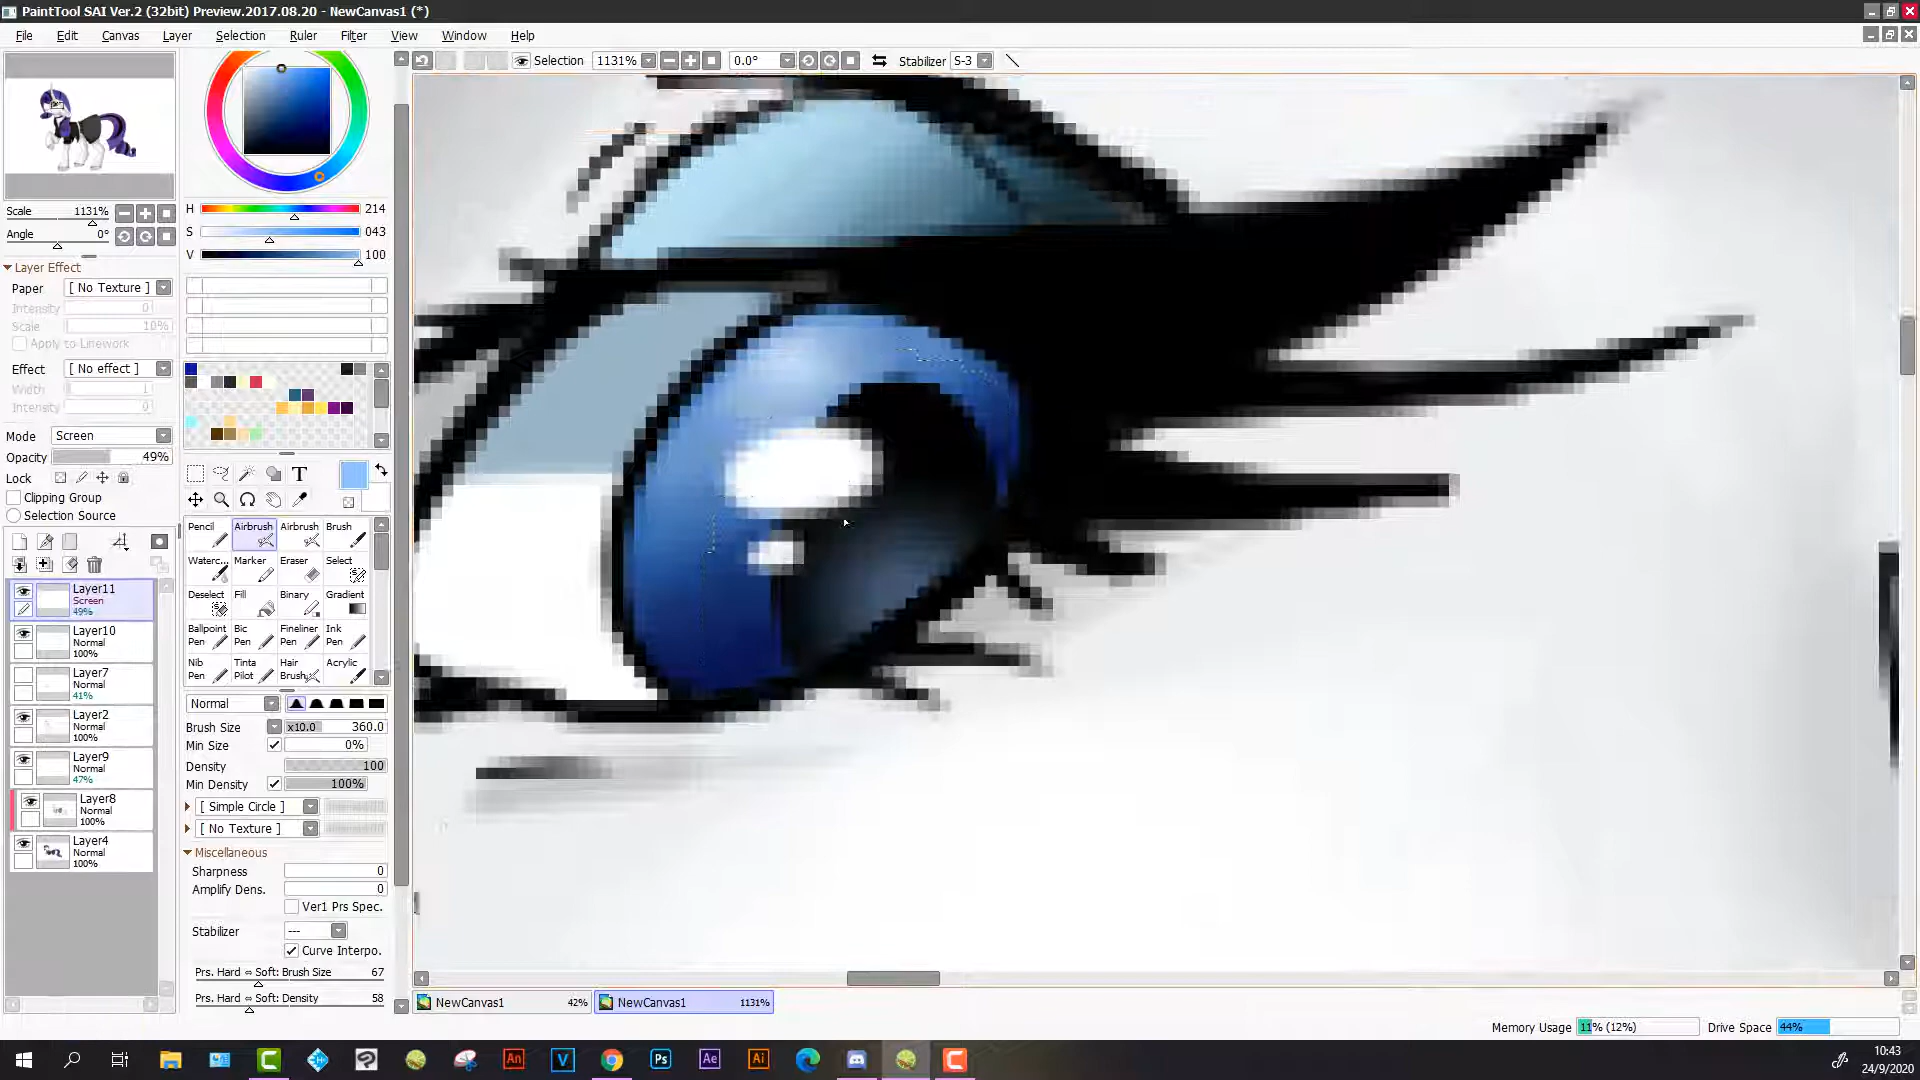 PaintTool SAI Ver.2 (32bit) Preview.2017.08.20 - NewCanvas1 (*)
File Edit Canvas Layer Selection Ruler Filter View Window Help
Selection 1131% 0.0° Stabilizer S-3
Scale 1131%
Angle 0°
Layer Effect
Paper [ No Texture ]
Intensity 0
Scale 10%
Apply to Linework
Effect [ No effect ]
Width 1
Intensity 0
Mode Screen
Opacity 49%
Lock
Clipping Group
Selection Source
Layer11
Screen
49%
Layer10
Normal
100%
Layer7
Normal
41%
Layer2
Normal
100%
Layer9
Normal
47%
Layer8
Normal
100%
Layer4
Normal
100%
H 214
S 043
V 100
T
Pencil Airbrush Airbrush Brush
Waterc... Marker Eraser Select
Deselect Fill Binary Gradient
Ballpoint Pen Bic Pen Fineliner Pen Ink Pen
Nib Pen Tinta Pilot Hair Brush Acrylic
Normal
Brush Size x10.0 360.0
Min Size 0%
Density 100
Min Density 100%
[ Simple Circle ]
[ No Texture ]
Miscellaneous
Sharpness 0
Amplify Dens. 0
Ver1 Prs Spec.
Stabilizer ---
Curve Interpo.
Prs. Hard ⇔ Soft: Brush Size 67
Prs. Hard ⇔ Soft: Density 58
NewCanvas1 42% NewCanvas1 1131%
Memory Usage 11% (12%) Drive Space 44%
An V Ps Ae Ai
10:43
24/9/2020